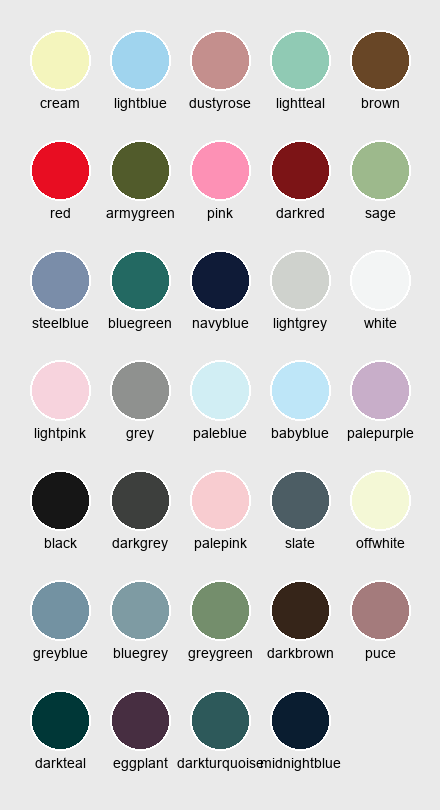 cream lightblue dustyrose lightteal brown
red armygreen pink darkred sage
steelblue bluegreen navyblue lightgrey white
lightpink grey paleblue babyblue palepurple
black darkgrey palepink slate offwhite
greyblue bluegrey greygreen darkbrown puce
darkteal eggplant darkturquoise midnightblue